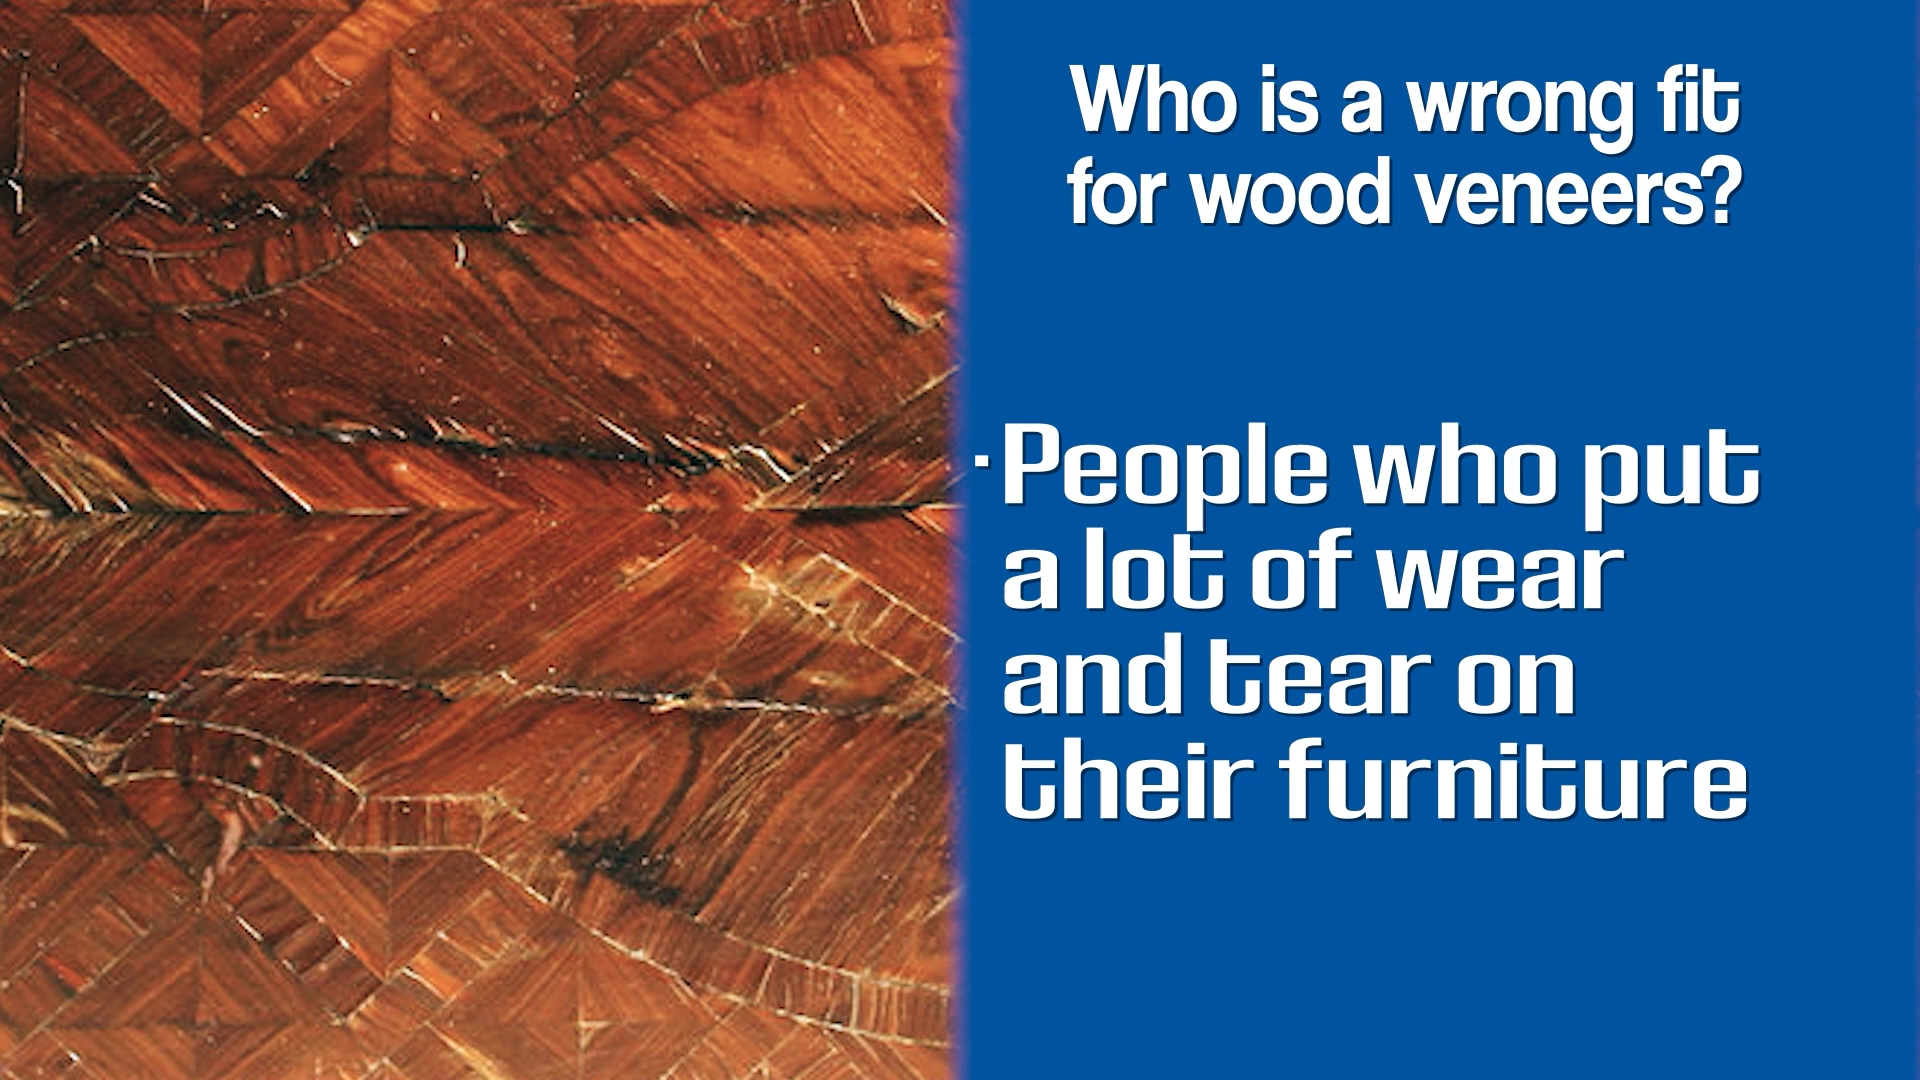 Who is a wrong fit
for wood veneers?
·People who put
a lot of wear
and tear on
their furniture